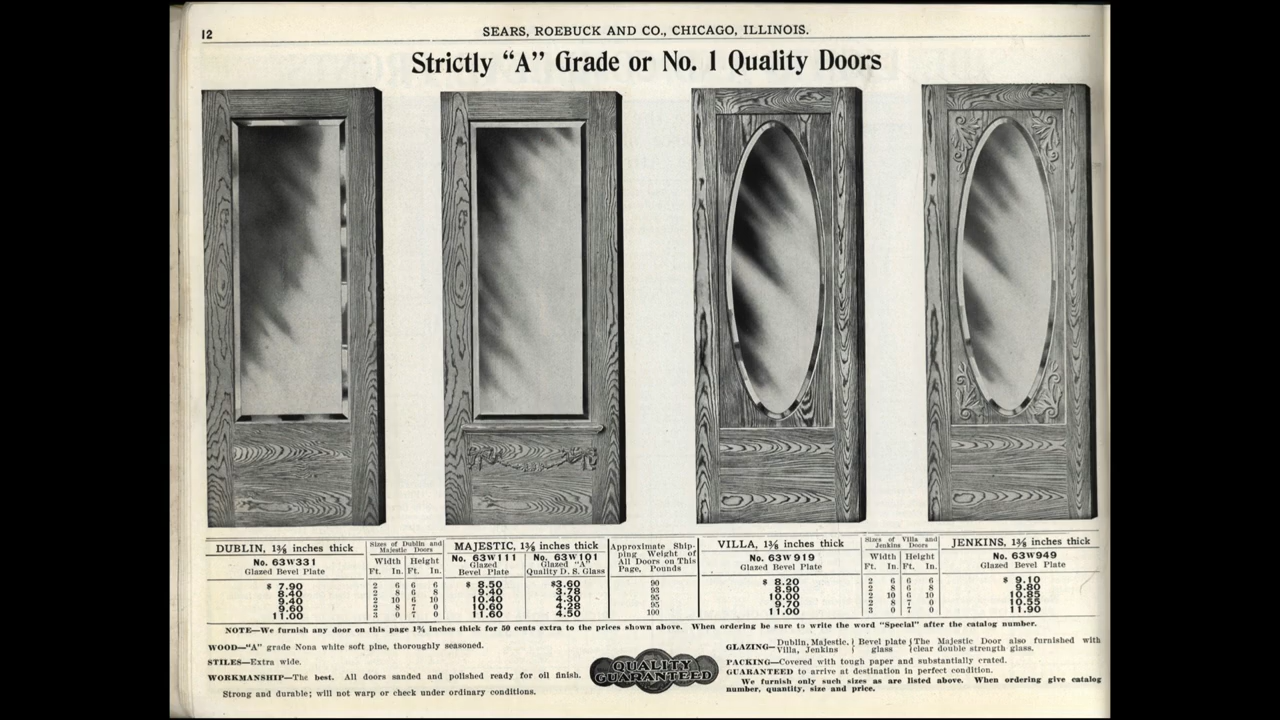 12
SEARS, ROEBUCK AND CO., CHICAGO, ILLINOIS.
Strictly “A” Grade or No. 1 Quality Doors
DUBLIN, 1⅜ inches thick
No. 63W331
Glazed Bevel Plate
$ 7.90
8.40
9.40
9.60
11.00
Sizes of Dublin and
Majestic Doors
Width Height
Ft. In. Ft. In.
2 6 6 6
2 8 6 8
2 10 6 10
2 8 7 0
3 0 7 0
MAJESTIC, 1⅜ inches thick
No. 63W111
Glazed
Bevel Plate
$ 8.50
9.40
10.40
10.60
11.60
No. 63W101
Glazed "A"
Quality D. S. Glass
$3.60
3.78
4.30
4.28
4.50
Approximate Ship-
ping Weight of
All Doors on This
Page, Pounds
90
93
95
95
100
VILLA, 1⅜ inches thick
No. 63W919
Glazed Bevel Plate
$ 8.20
8.90
10.00
9.70
11.00
Sizes of Villa and
Jenkins Doors
Width Height
Ft. In. Ft. In.
2 6 6 6
2 8 6 8
2 10 6 10
2 8 7 0
3 0 7 0
JENKINS, 1⅜ inches thick
No. 63W949
Glazed Bevel Plate
$ 9.10
9.80
10.85
10.55
11.90
NOTE—We furnish any door on this page 1¾ inches thick for 50 cents extra to the prices shown above. When ordering be sure to write the word "Special" after the catalog number.
WOOD—"A" grade Nona white soft pine, thoroughly seasoned.
STILES—Extra wide.
WORKMANSHIP—The best. All doors sanded and polished ready for oil finish.
Strong and durable; will not warp or check under ordinary conditions.
QUALITY
GUARANTEED
GLAZING—Dublin, Majestic, } Bevel plate { The Majestic Door also furnished with
Villa, Jenkins } glass { clear double strength glass.
PACKING—Covered with tough paper and substantially crated.
GUARANTEED to arrive at destination in perfect condition.
We furnish only such sizes as are listed above. When ordering give catalog
number, quantity, size and price.